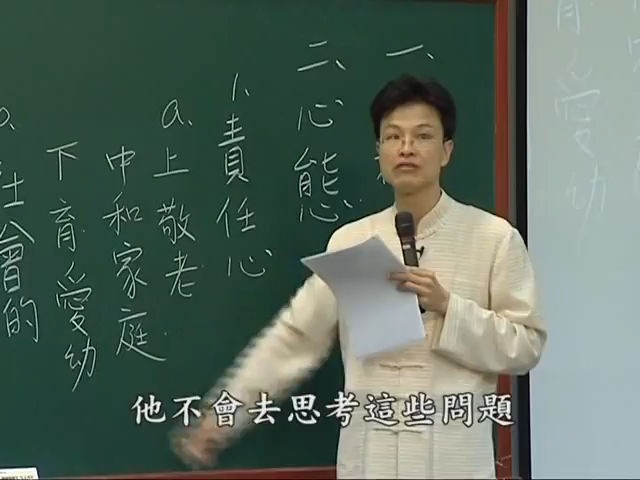 一、
二、心態
1.責任心
a.上敬老
中和家庭
下育愛幼
社會的
育愛幼
他不會去思考這些問題